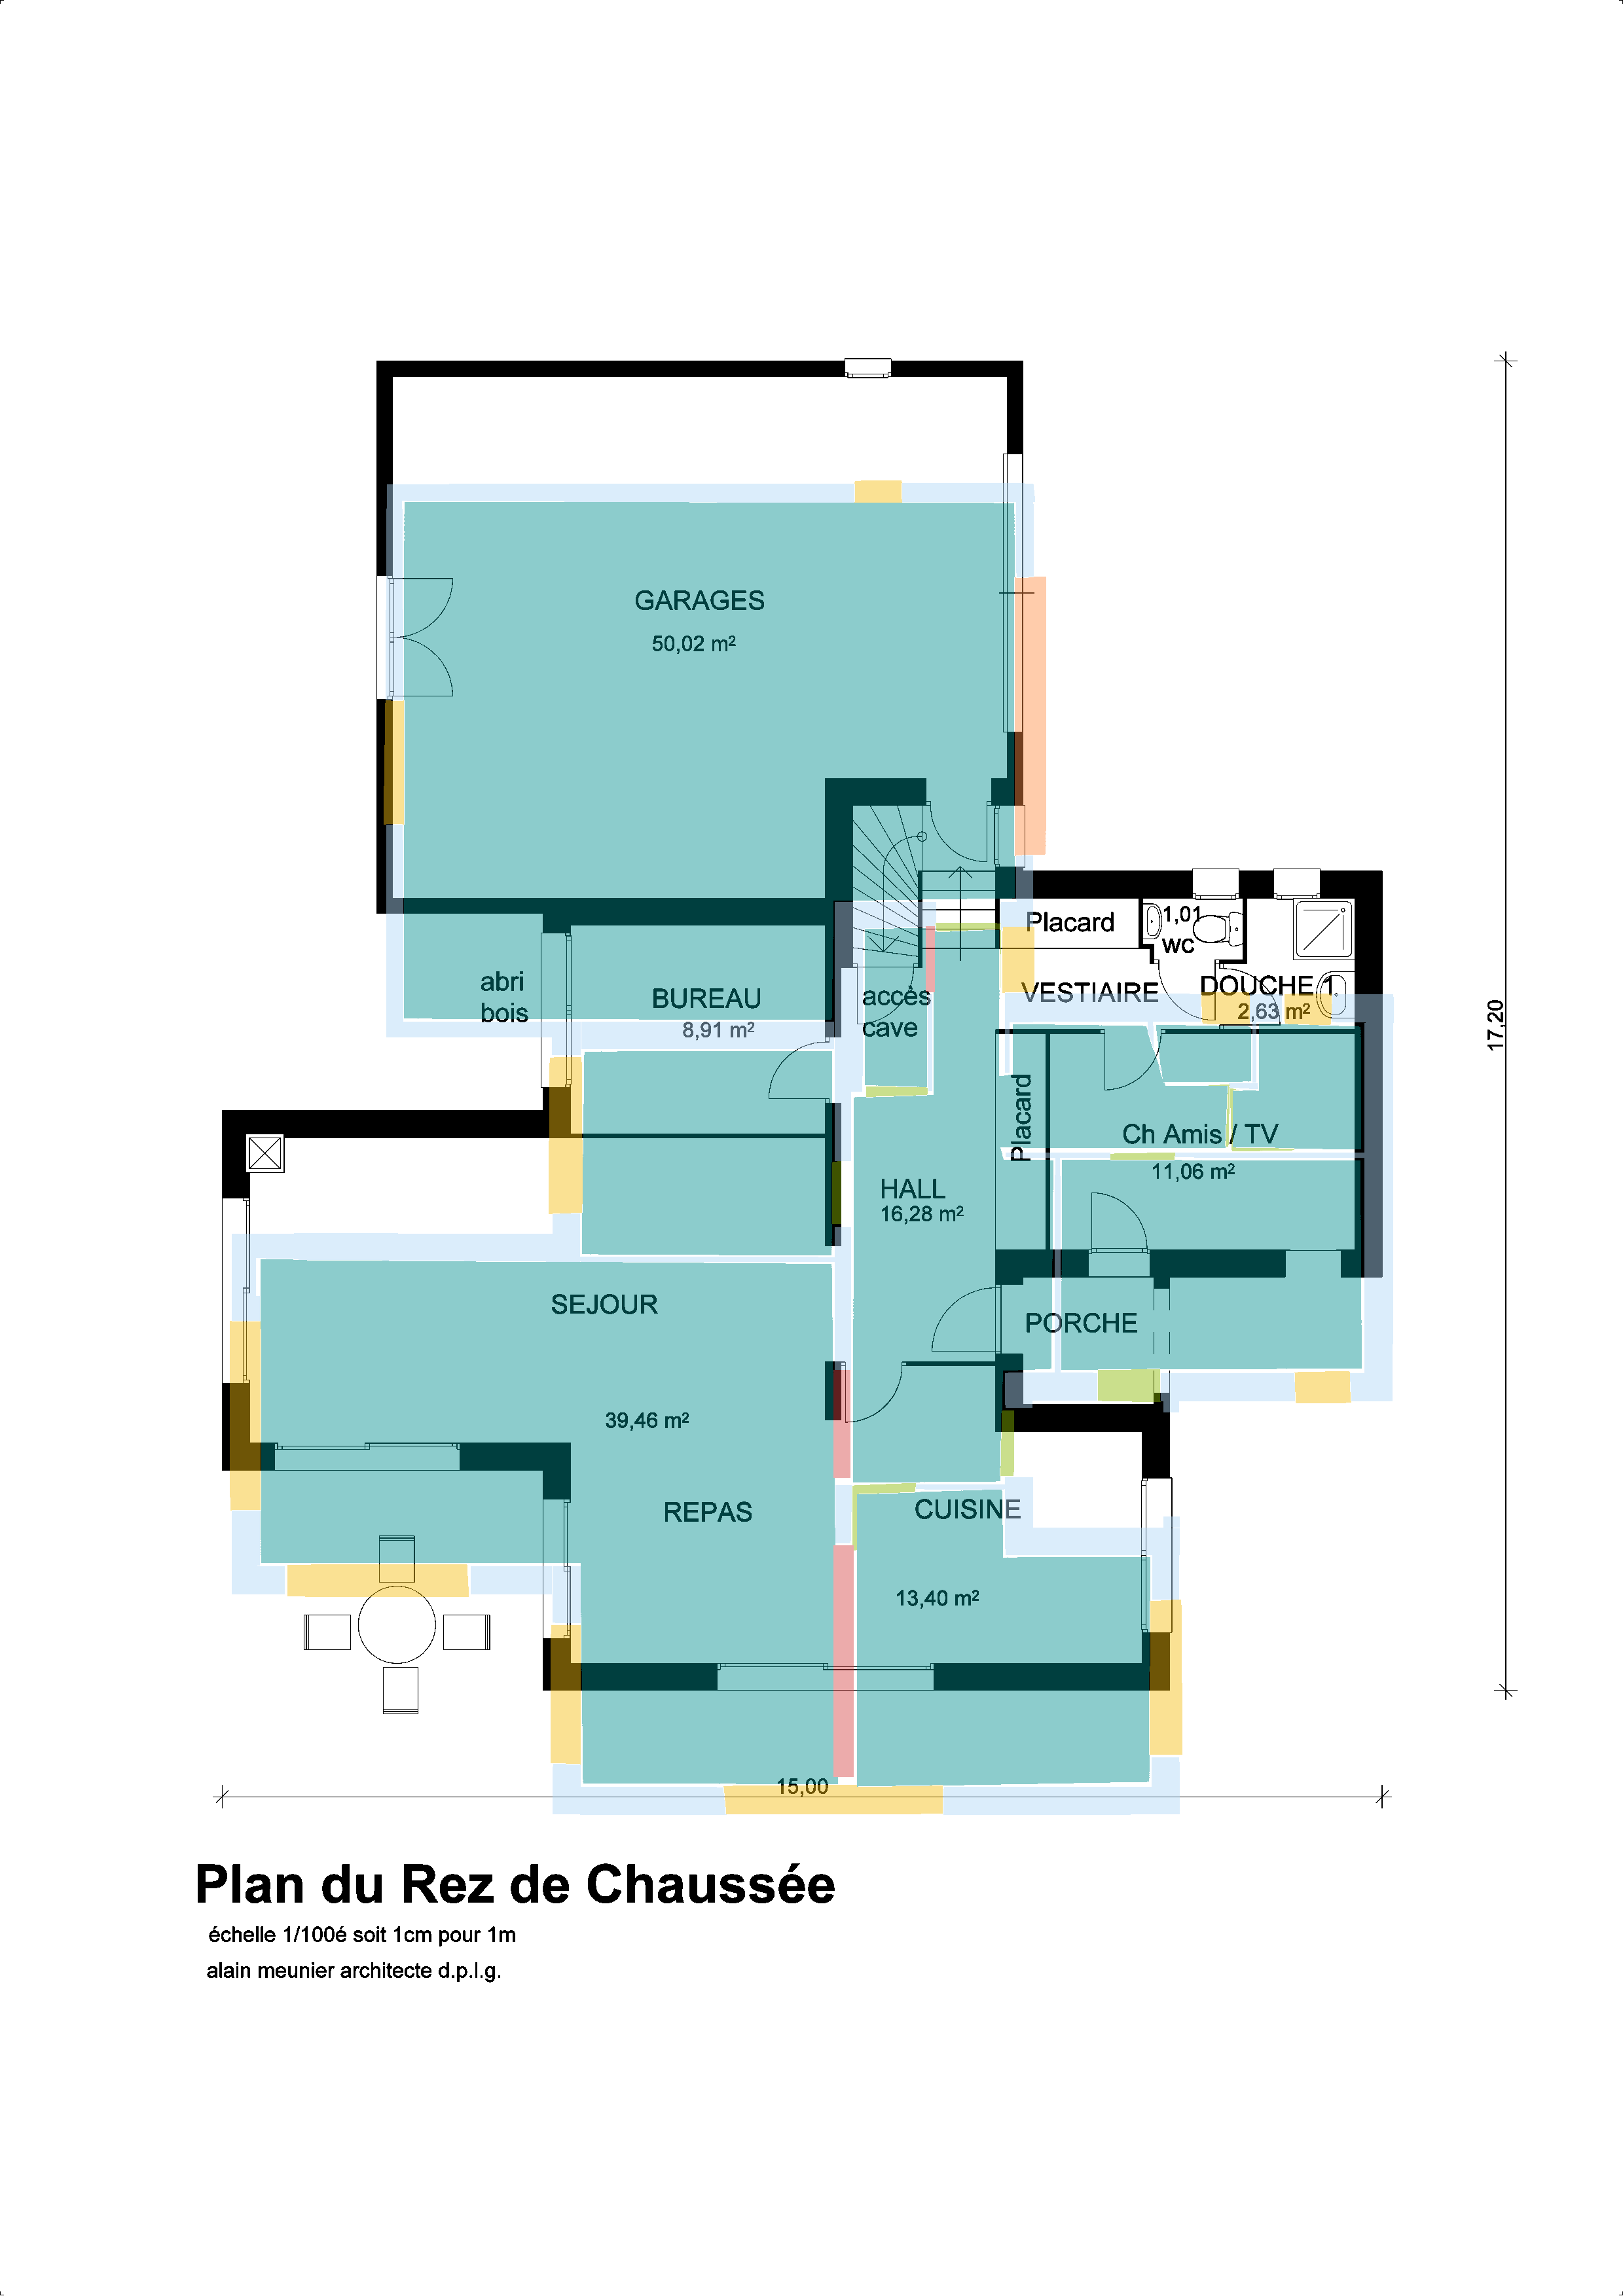 GARAGES
50,02 m²
Placard
1,01
WC
abri
bois
BUREAU
8,91 m²
accès
cave
VESTIAIRE
DOUCHE 1
2,63 m²
17,20
Placard
Ch Amis / TV
11,06 m²
HALL
16,28 m²
SEJOUR
PORCHE
39,46 m²
REPAS
CUISINE
13,40 m²
15,00
Plan du Rez de Chaussée
échelle 1/100é soit 1cm pour 1m
alain meunier architecte d.p.l.g.